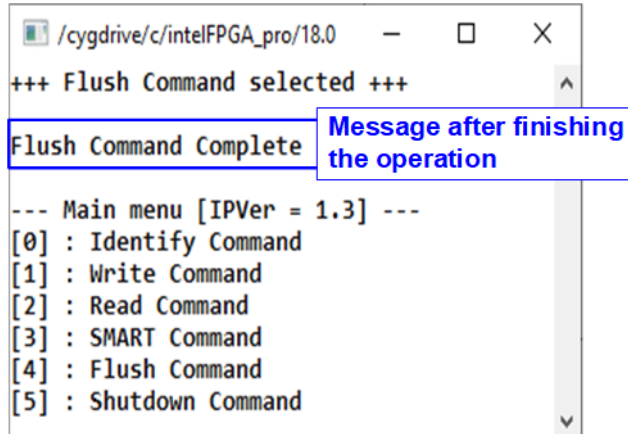 /cygdrive/c/intelFPGA_pro/18.0
+++ Flush Command selected +++
Flush Command Complete
Message after finishing
the operation
--- Main menu [IPVer = 1.3] ---
[0] : Identify Command
[1] : Write Command
[2] : Read Command
[3] : SMART Command
[4] : Flush Command
[5] : Shutdown Command